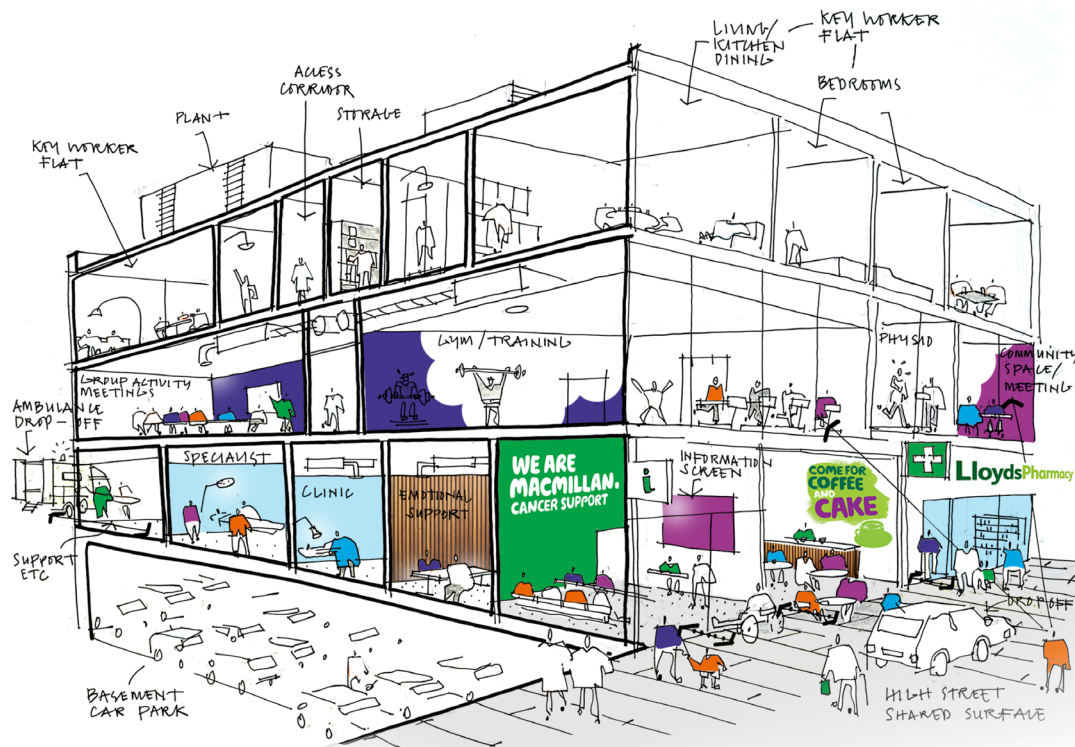 LIVING/
KITCHEN
DINING
KEY WORKER
FLAT
BEDROOMS
ACESS
CORRIDOR
STORAGE
PLANT
KEY WORKER
FLAT
GROUP ACTIVITY
MEETINGS
GYM / TRAINING
PHYSIO
COMMUNITY
SPACE/
MEETING
AMBULANCE
DROP-OFF
SPECIALIST
CLINIC
EMOTIONAL
SUPPORT
WE ARE
MACMILLAN.
CANCER SUPPORT
i
INFORMATION
SCREEN
COME FOR
COFFEE
AND
CAKE
LloydsPharmacy
SUPPORT
ETC
DROP OFF
BASEMENT
CAR PARK
HIGH STREET
SHARED SURFACE